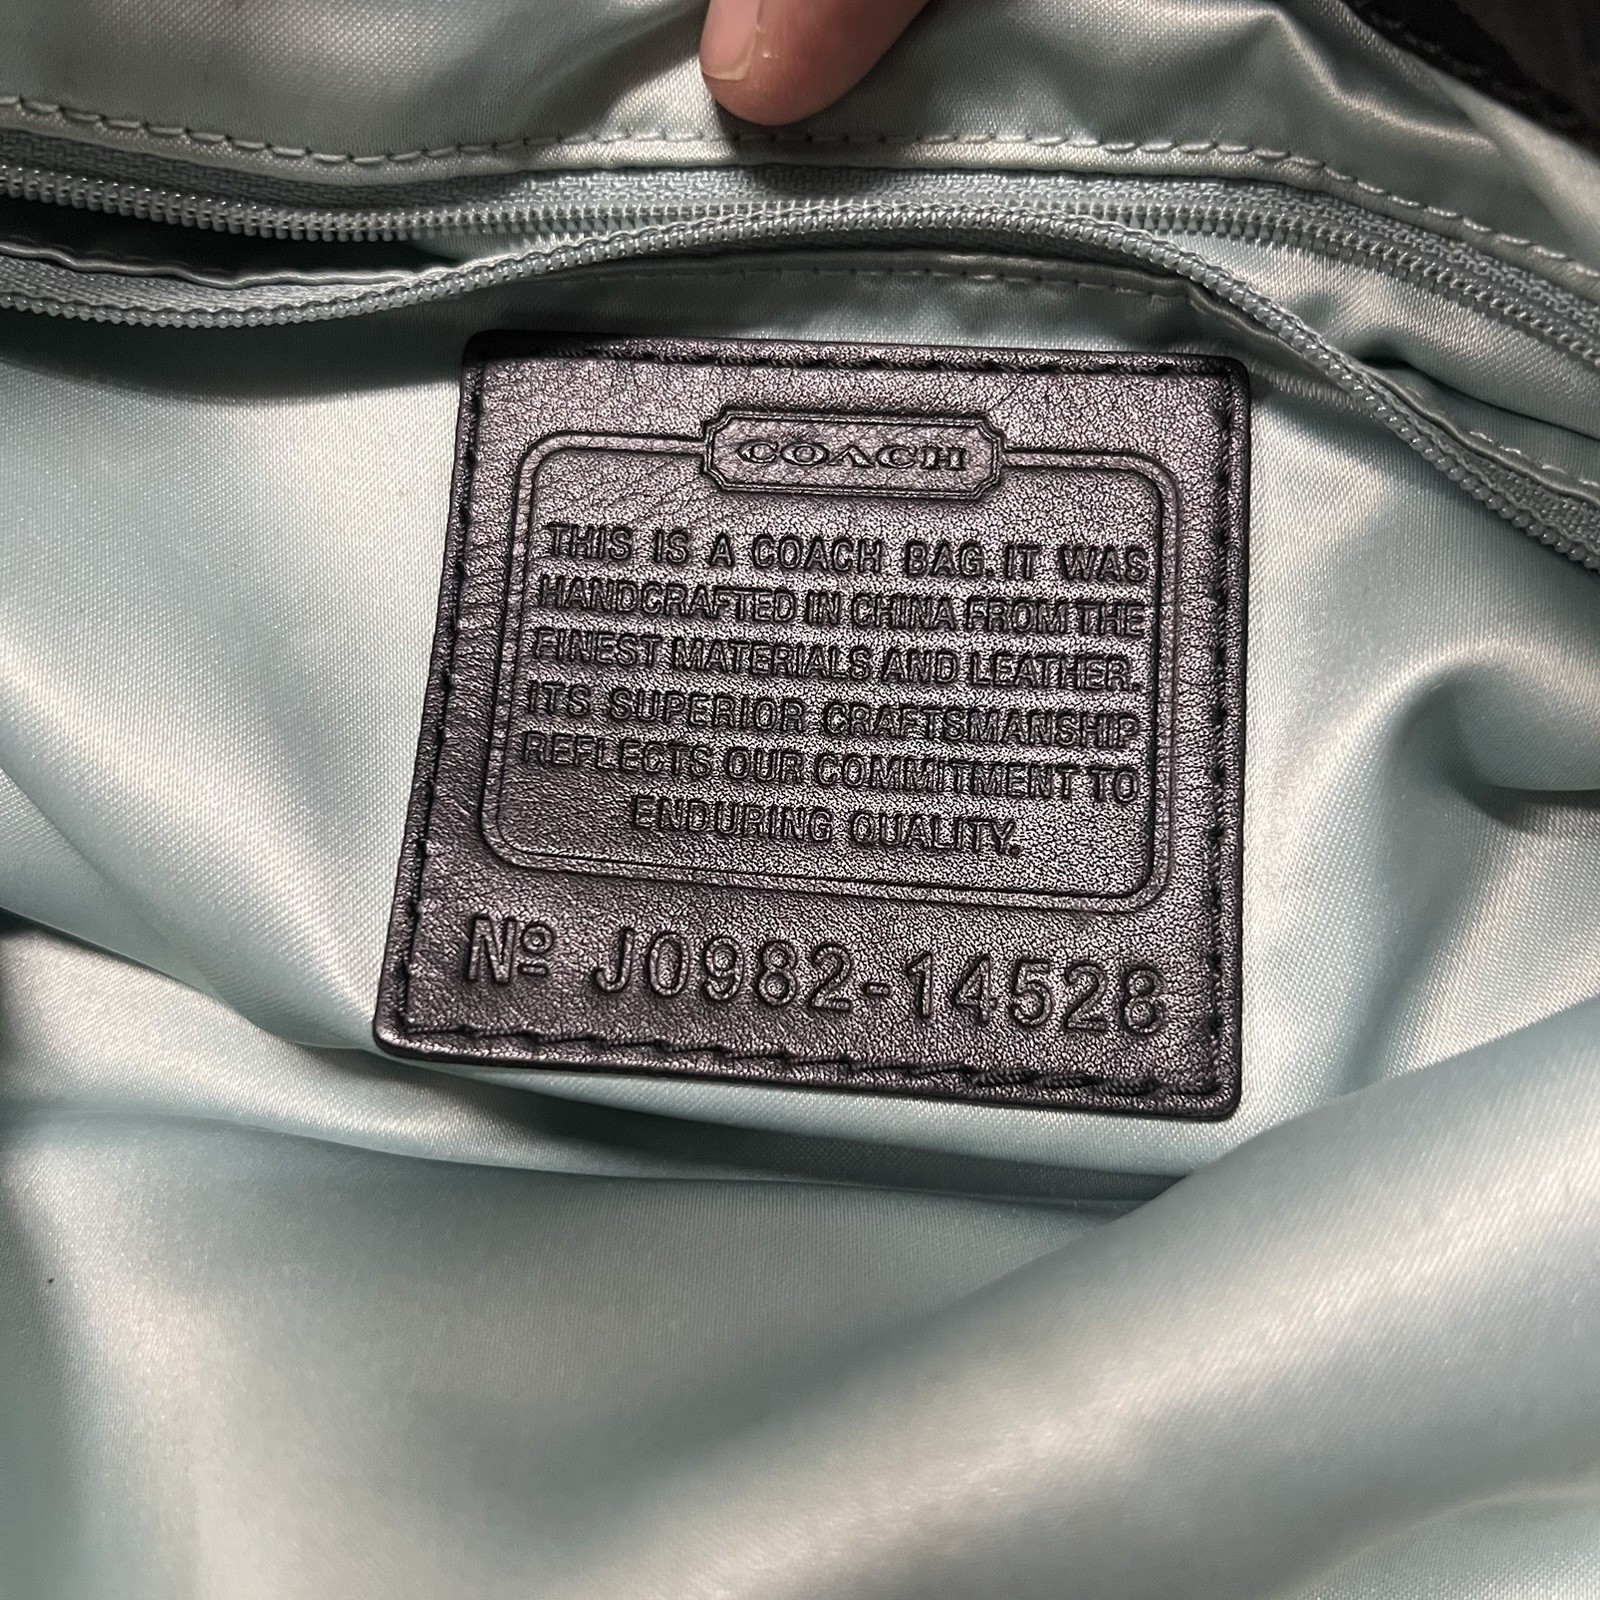 COACH
THIS IS A COACH BAG. IT WAS
HANDCRAFTED IN CHINA FROM THE
FINEST MATERIALS AND LEATHER.
ITS SUPERIOR CRAFTSMANSHIP
REFLECTS OUR COMMITMENT TO
ENDURING QUALITY.
Nº J0982-14528